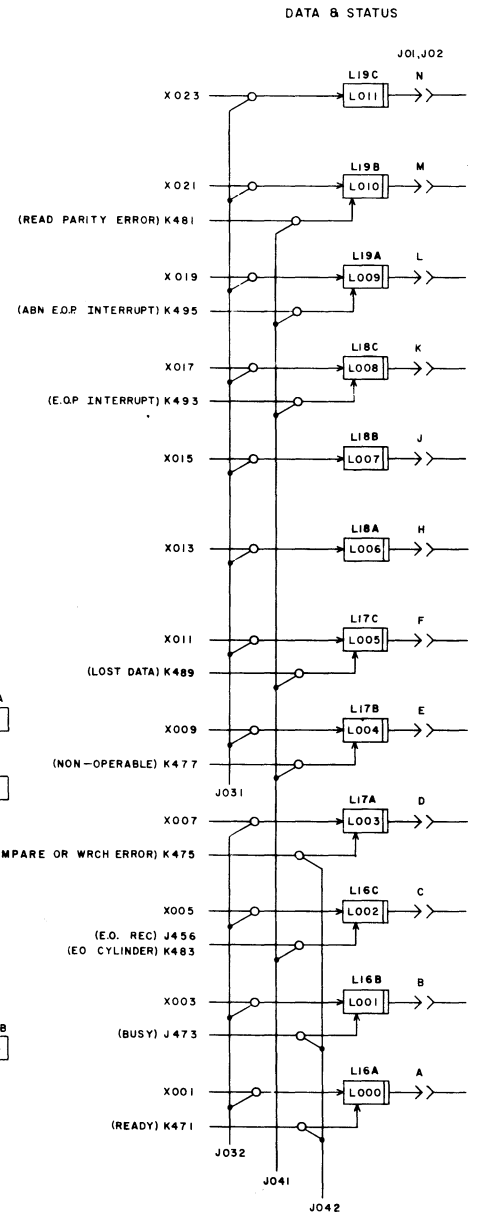 DATA & STATUS
J01,J02
L19C N
X023 L011
L19B M
X021 L010
(READ PARITY ERROR) K481
L19A L
X019 L009
(ABN E.O.P. INTERRUPT) K495
L18C K
X017 L008
(E.O.P INTERRUPT) K493
L18B J
X015 L007
L18A H
X013 L006
L17C F
X011 L005
(LOST DATA) K489
A
L17B E
X009 L004
(NON-OPERABLE) K477
J031
L17A D
X007 L003
MPARE OR WRCH ERROR) K475
L16C C
X005 L002
(E.O. REC) J456
(EO CYLINDER) K483
L16B B
X003 L001
B
(BUSY) J473
L16A A
X001 L000
(READY) K471
J032
J041
J042